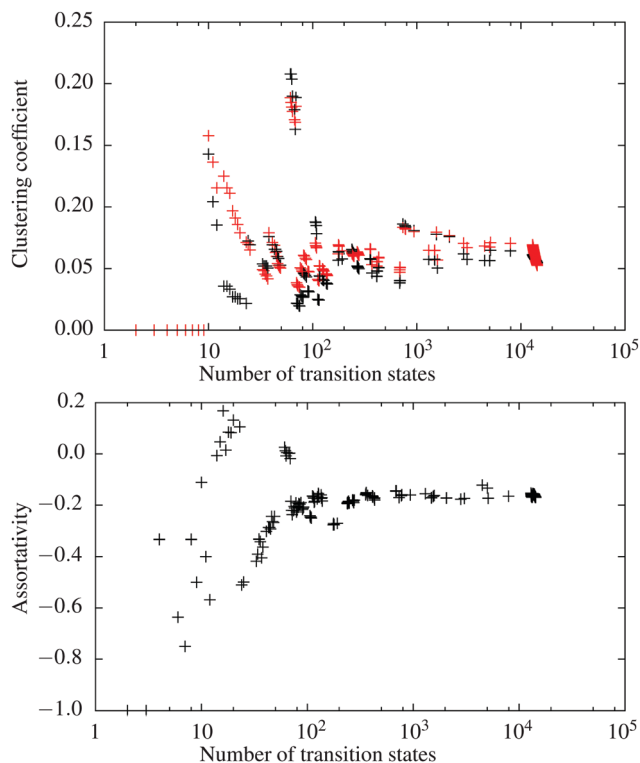 0.25
0.20
0.15
0.20
0.05
0.00
Clustering coefficient
1 10 10² 10³ 10⁴ 10⁵
Number of transition states
0.2
0.0
−0.2
−0.4
−0.6
−0.8
−1.0
Assortativity
1 10 10² 10³ 10⁴ 10⁵
Number of transition states